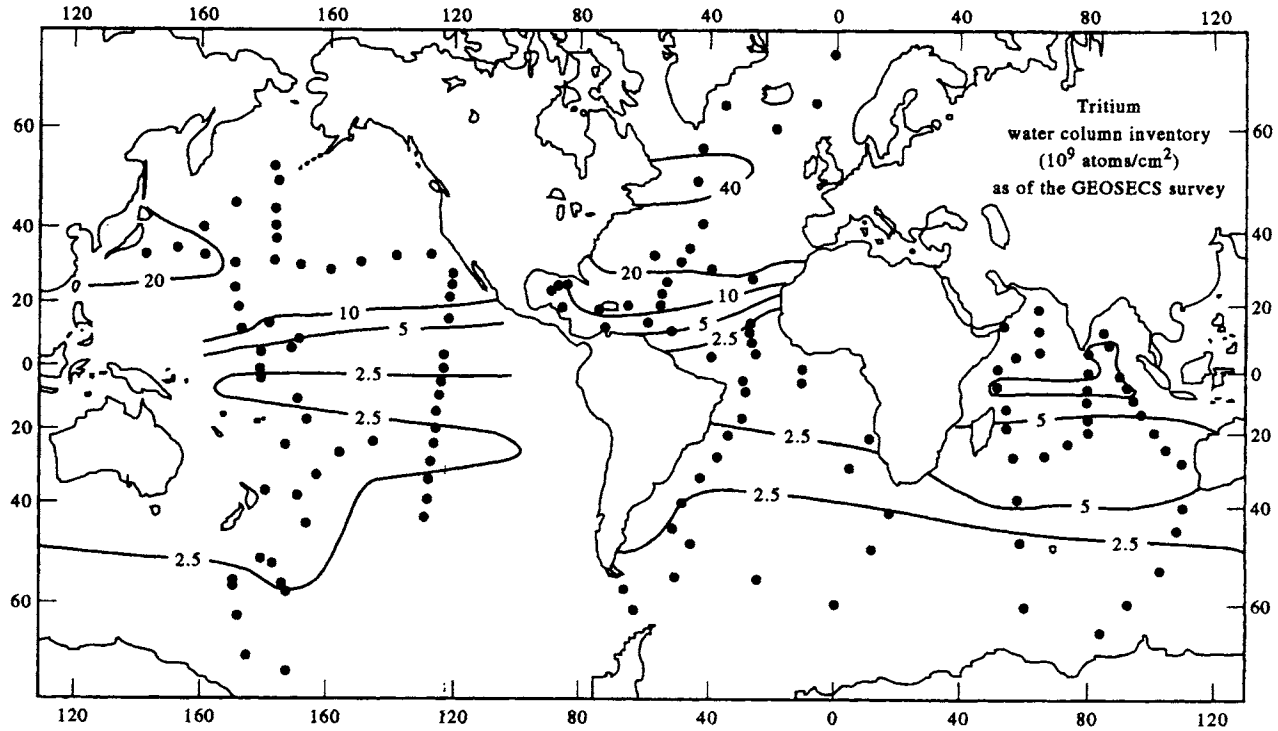 120 160 160 120 80 40 0 40 80 120
Tritium
60 water column inventory 60
(10⁹ atoms/cm²)
40 as of the GEOSECS survey
40 40
20
20
20 10 10 20
5 5
2.5
0 2.5 0
2.5 5
20 2.5 20
2.5
40 5 40
2.5 2.5
60 60
120 160 160 120 80 40 0 40 80 120